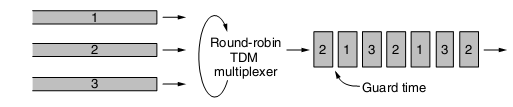 1
2
3
Round-robin
TDM
multiplexer
2 1 3 2 1 3 2
Guard time